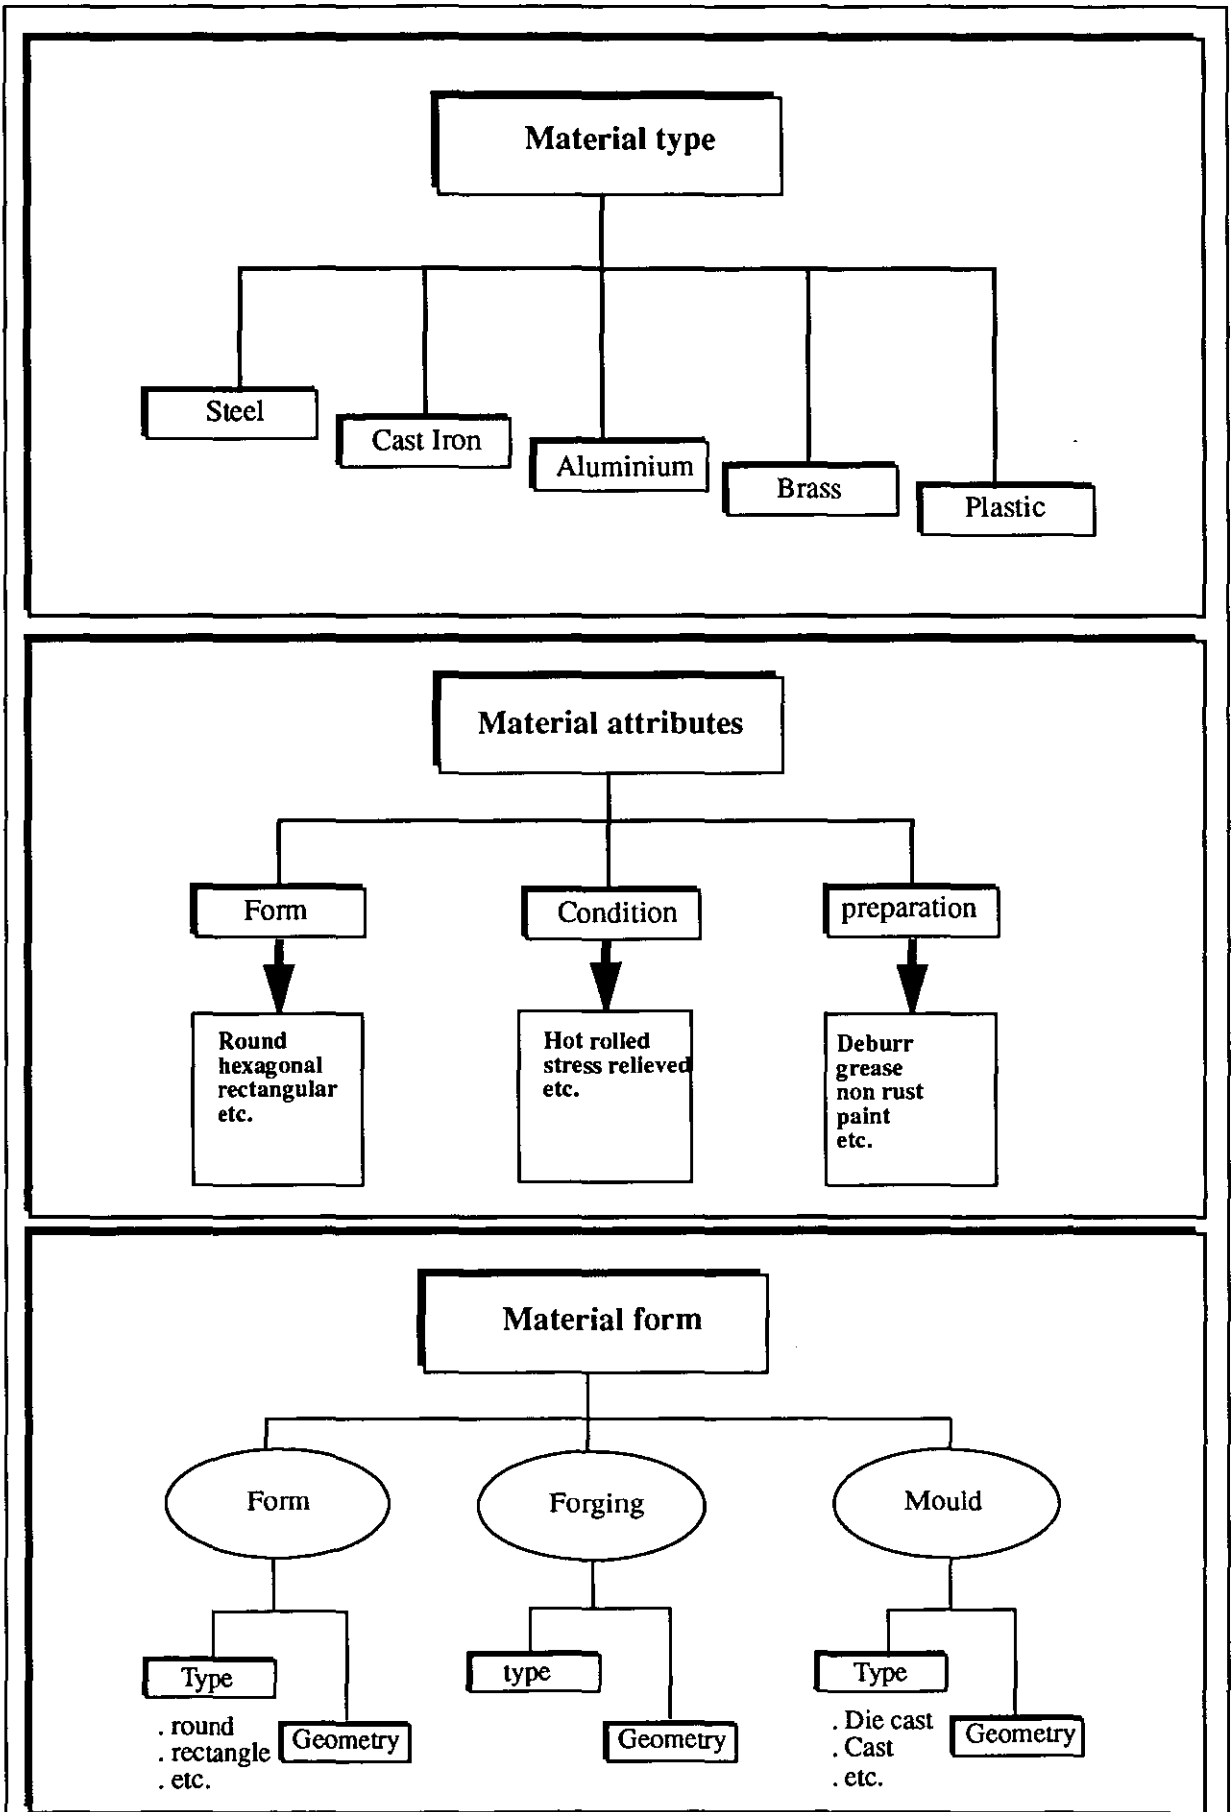 Material type
Steel
Cast Iron
Aluminium
Brass
Plastic
Material attributes
Form
Condition
preparation
Round
hexagonal
rectangular
etc.
Hot rolled
stress relieved
etc.
Deburr
grease
non rust
paint
etc.
Material form
Form
Forging
Mould
Type
. round
. rectangle
. etc.
Geometry
type
Geometry
Type
. Die cast
. Cast
. etc.
Geometry